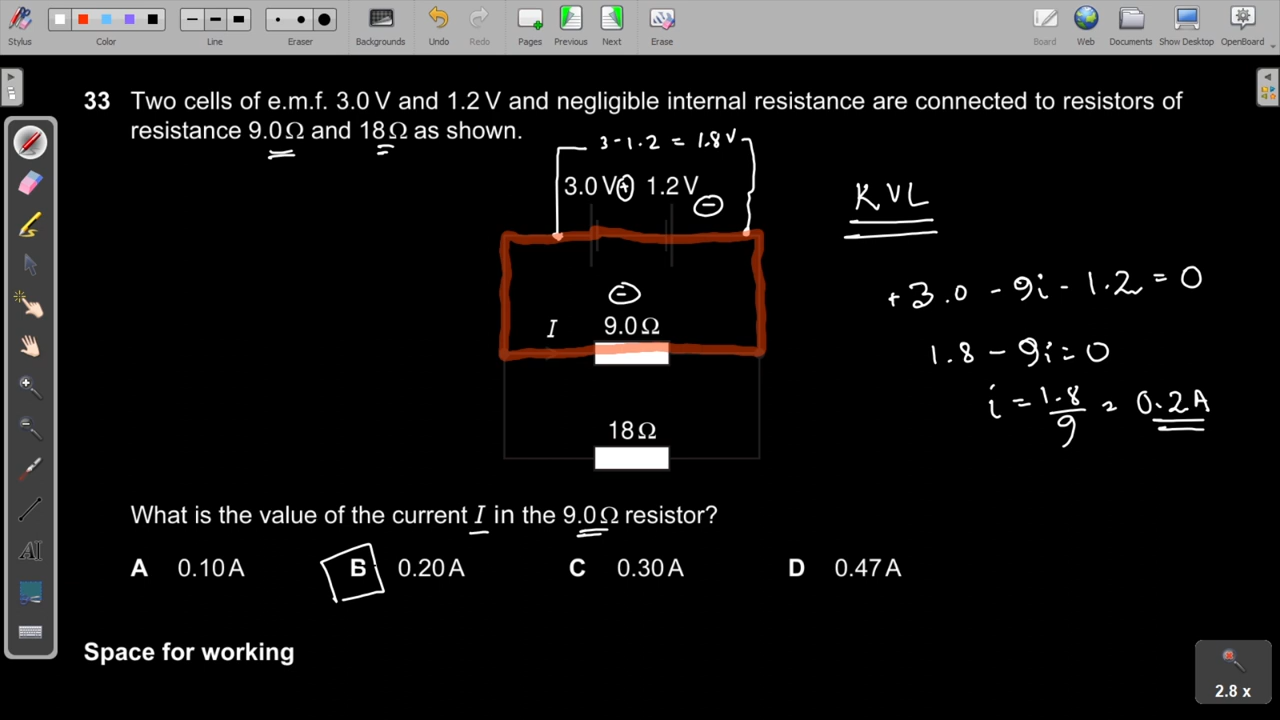 Stylus Color Line Eraser Backgrounds Undo Redo Pages Previous Next Erase Board Web Documents Show Desktop OpenBoard
33 Two cells of e.m.f. 3.0 V and 1.2 V and negligible internal resistance are connected to resistors of
resistance 9.0 Ω and 18 Ω as shown.
3 - 1.2 = 1.8 V
3.0 V + 1.2 V
-
KVL
+ 3.0 - 9i - 1.2 = 0
-
I 9.0 Ω
1.8 - 9i = 0
i = 1.8/9 = 0.2 A
18 Ω
What is the value of the current I in the 9.0 Ω resistor?
A 0.10 A B 0.20 A C 0.30 A D 0.47 A
Space for working
2.8 x